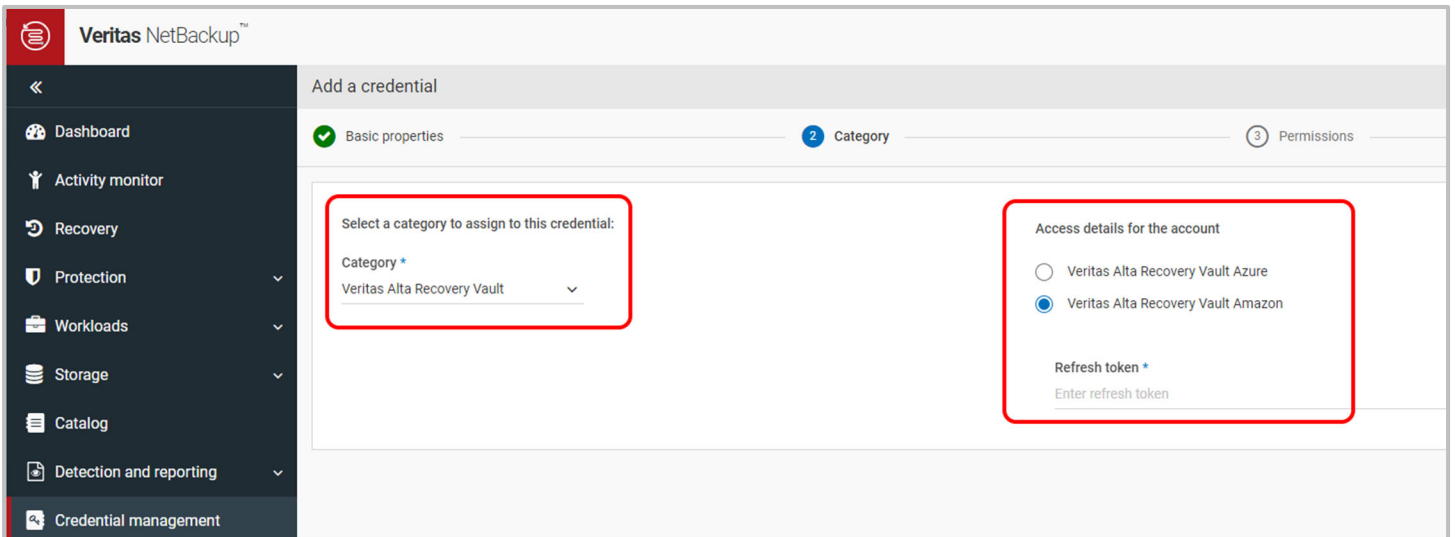 Veritas NetBackup™
Add a credential
Dashboard
Activity monitor
Recovery
Protection
Workloads
Storage
Catalog
Detection and reporting
Credential management
Basic properties
2 Category
3 Permissions
Select a category to assign to this credential:
Category *
Veritas Alta Recovery Vault
Access details for the account
Veritas Alta Recovery Vault Azure
Veritas Alta Recovery Vault Amazon
Refresh token *
Enter refresh token